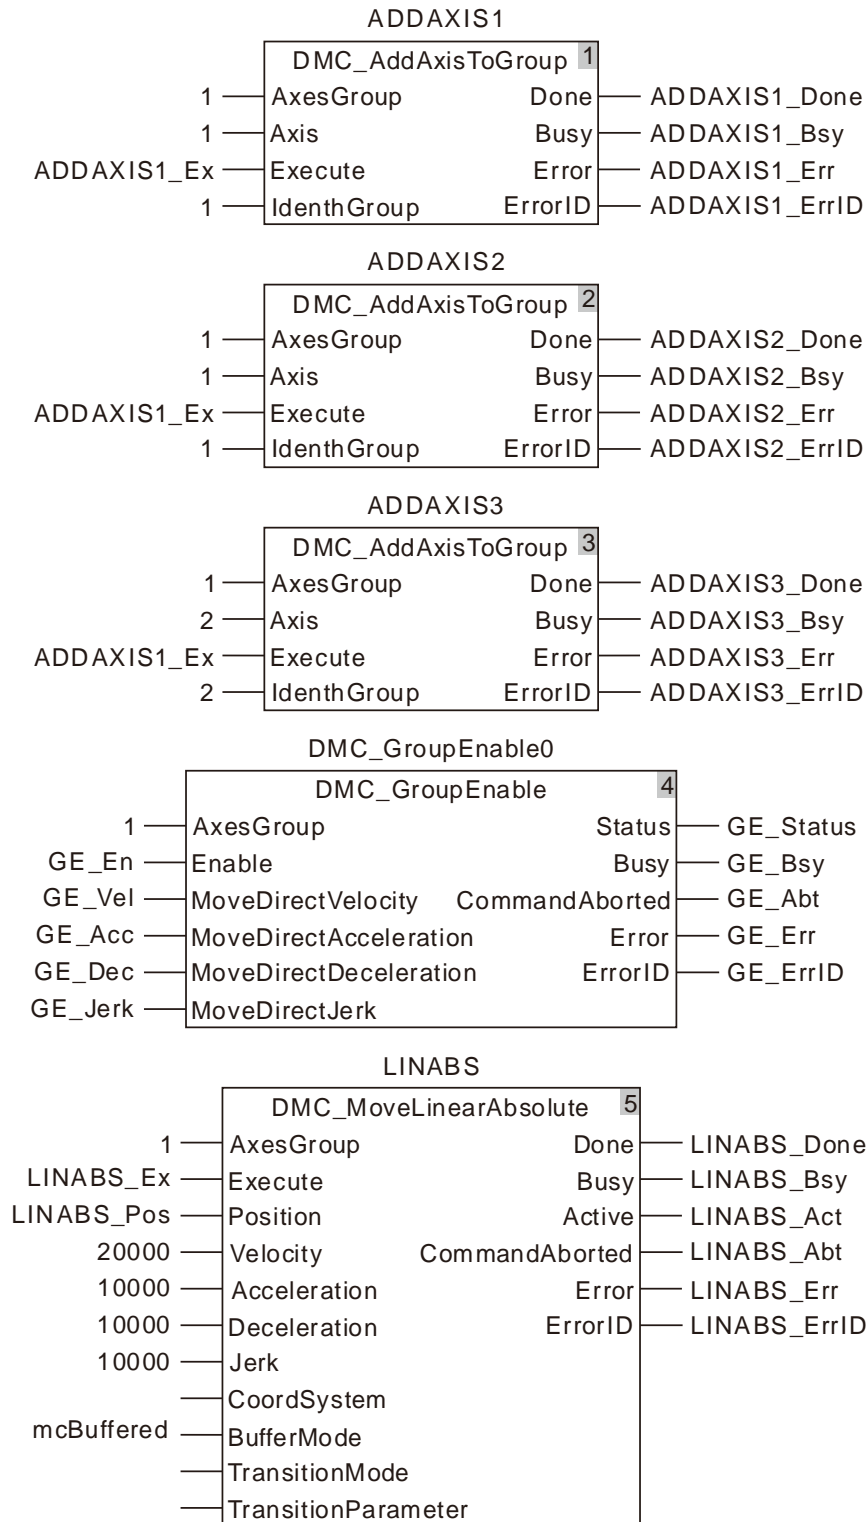 ADDAXIS1
DMC_AddAxisToGroup 1
1 AxesGroup Done ADDAXIS1_Done
1 Axis Busy ADDAXIS1_Bsy
ADDAXIS1_Ex Execute Error ADDAXIS1_Err
1 IdenthGroup ErrorID ADDAXIS1_ErrID
ADDAXIS2
DMC_AddAxisToGroup 2
1 AxesGroup Done ADDAXIS2_Done
1 Axis Busy ADDAXIS2_Bsy
ADDAXIS1_Ex Execute Error ADDAXIS2_Err
1 IdenthGroup ErrorID ADDAXIS2_ErrID
ADDAXIS3
DMC_AddAxisToGroup 3
1 AxesGroup Done ADDAXIS3_Done
2 Axis Busy ADDAXIS3_Bsy
ADDAXIS1_Ex Execute Error ADDAXIS3_Err
2 IdenthGroup ErrorID ADDAXIS3_ErrID
DMC_GroupEnable0
DMC_GroupEnable 4
1 AxesGroup Status GE_Status
GE_En Enable Busy GE_Bsy
GE_Vel MoveDirectVelocity CommandAborted GE_Abt
GE_Acc MoveDirectAcceleration Error GE_Err
GE_Dec MoveDirectDeceleration ErrorID GE_ErrID
GE_Jerk MoveDirectJerk
LINABS
DMC_MoveLinearAbsolute 5
1 AxesGroup Done LINABS_Done
LINABS_Ex Execute Busy LINABS_Bsy
LINABS_Pos Position Active LINABS_Act
20000 Velocity CommandAborted LINABS_Abt
10000 Acceleration Error LINABS_Err
10000 Deceleration ErrorID LINABS_ErrID
10000 Jerk
CoordSystem
mcBuffered BufferMode
TransitionMode
TransitionParameter